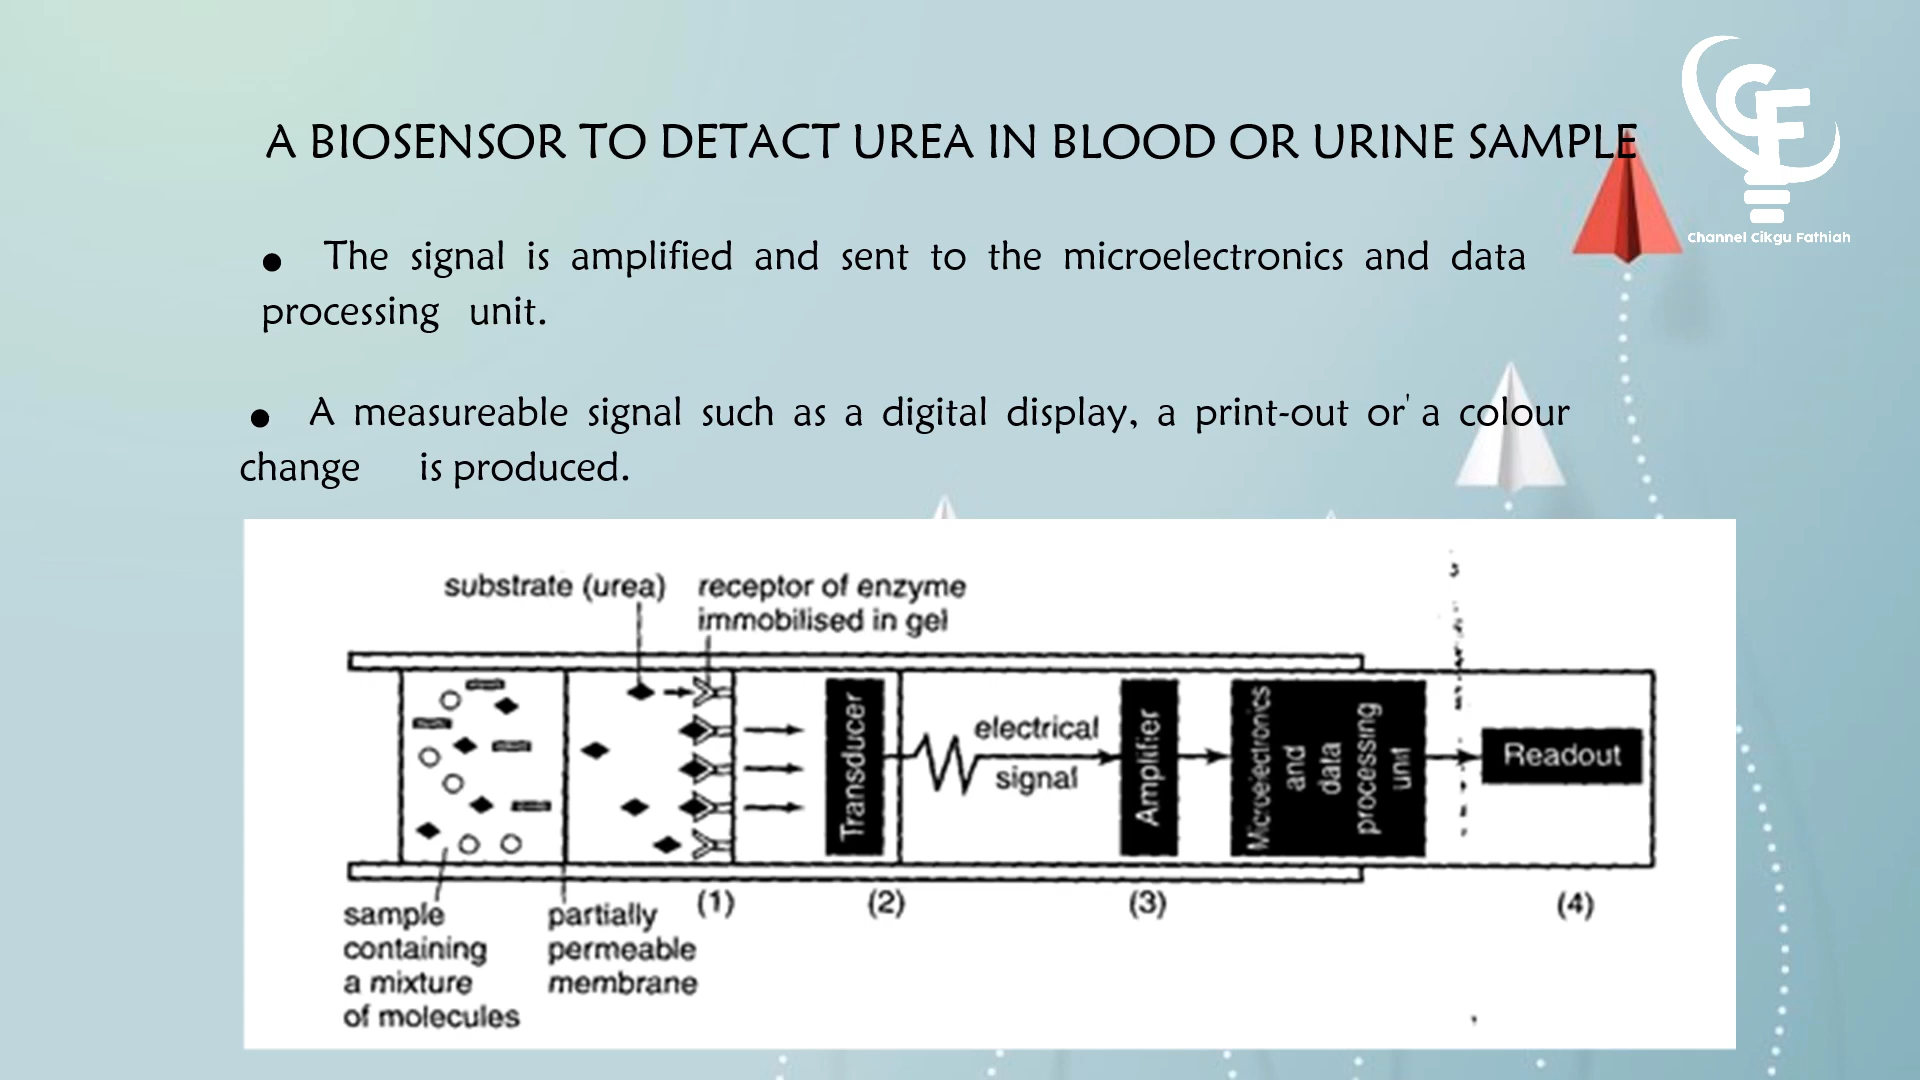 A BIOSENSOR TO DETACT UREA IN BLOOD OR URINE SAMPLE
CF
Channel Cikgu Fathiah
• The signal is amplified and sent to the microelectronics and data
processing unit.
• A measureable signal such as a digital display, a print-out or' a colour
change is produced.
substrate (urea)
receptor of enzyme
immobilised in gel
Transducer
electrical
signal
Amplifier
Microelectronics
and
data
processing
unit
Readout
(1)
(2)
(3)
(4)
sample
containing
a mixture
of molecules
partially
permeable
membrane